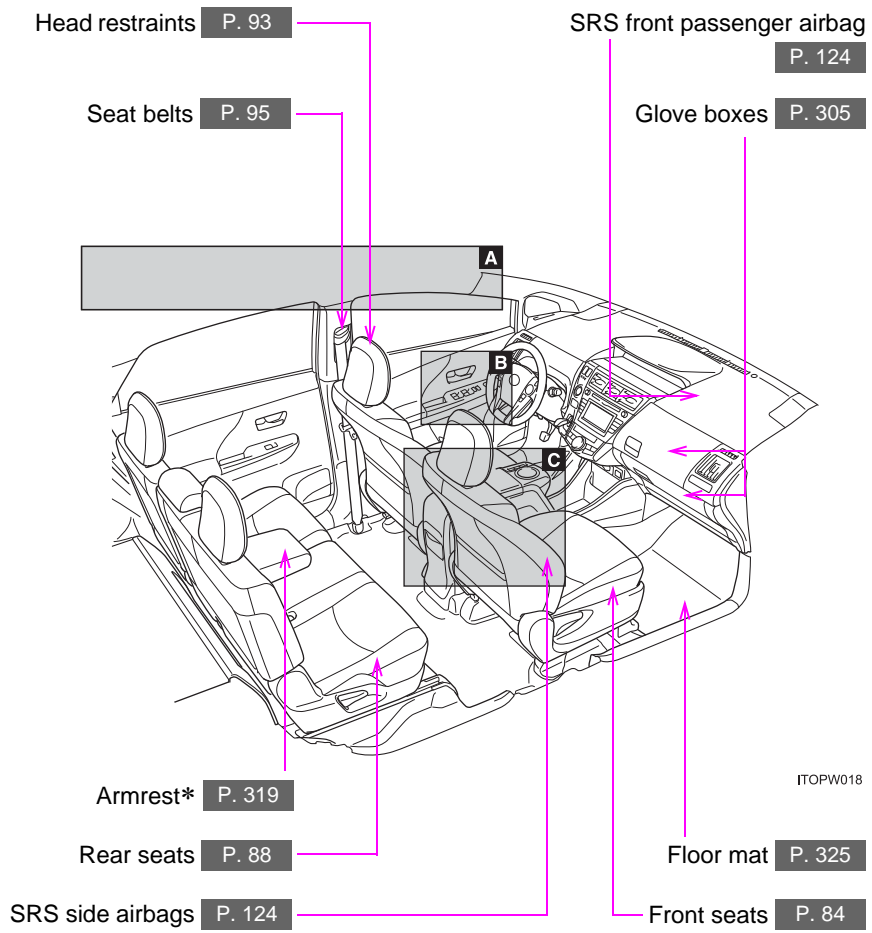 Head restraints P. 93
SRS front passenger airbag
P. 124
Seat belts P. 95
Glove boxes P. 305
A
B
C
ITOPW018
Armrest* P. 319
Rear seats P. 88
Floor mat P. 325
SRS side airbags P. 124
Front seats P. 84